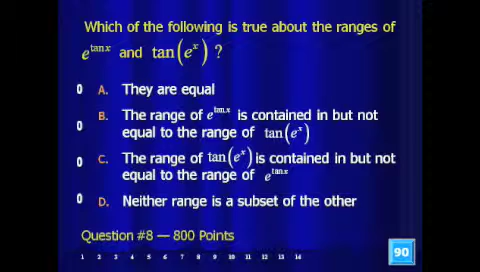 Which of the following is true about the ranges of
e^{tan x} and tan(e^x) ?
0 A. They are equal
0 B. The range of e^{tan x} is contained in but not
equal to the range of tan(e^x)
0 C. The range of tan(e^x) is contained in but not
equal to the range of e^{tan x}
0 D. Neither range is a subset of the other
Question #8 — 800 Points
1 2 3 4 5 6 7 8 9 10 11 12 13 14
90